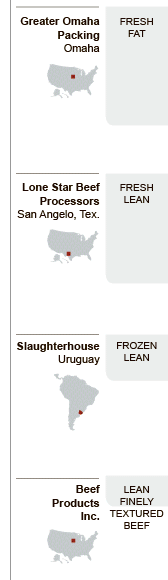 Greater Omaha
Packing
Omaha
FRESH
FAT
Lone Star Beef
Processors
San Angelo, Tex.
FRESH
LEAN
Slaughterhouse
Uruguay
FROZEN
LEAN
Beef
Products
Inc.
LEAN
FINELY
TEXTURED
BEEF